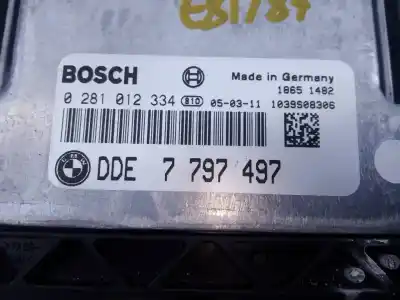 E81/87
BOSCH
Made in Germany
1865 1482
0 281 012 334 810 05-03-11 1039S08306
DDE 7 797 497